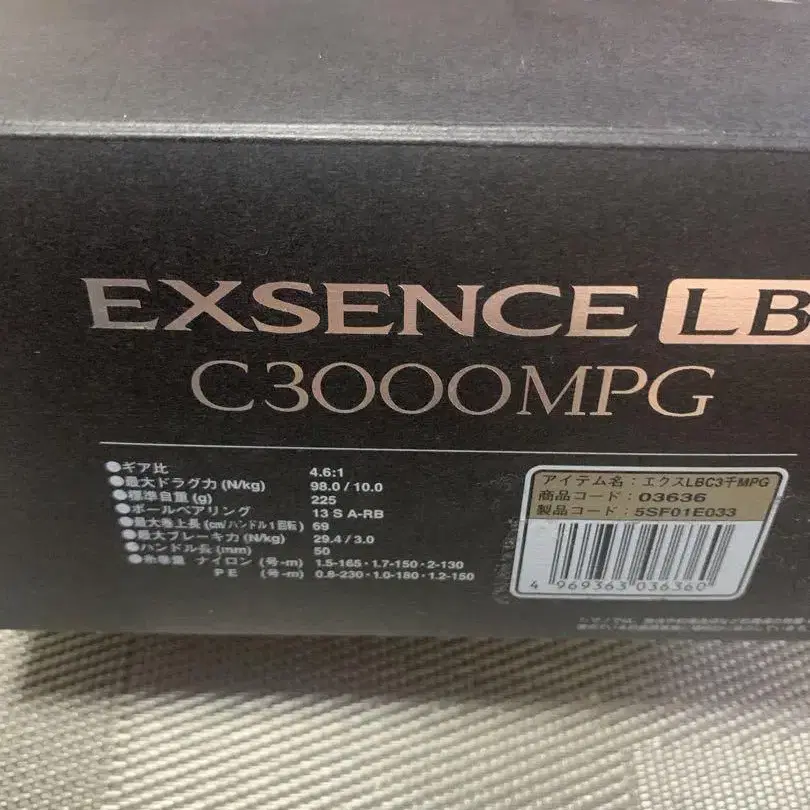 EXSENCE LB
C3000MPG
●ギア比 4.6:1
●最大ドラグ力 (N/kg) 98.0 / 10.0
●標準自重 (g) 225
●ボールベアリング 13 S A-RB
●最大巻上長 (cm/ハンドル1回転) 69
●最大ブレーキ力 (N/kg) 29.4 / 3.0
●ハンドル長 (mm) 50
●糸巻量 ナイロン (号-m) 1.5-165・1.7-150・2-130
PE (号-m) 0.8-230・1.0-180・1.2-150
アイテム名:エクスLBC3千MPG
商品コード:03636
製品コード:5SF01E033
4 969363 036360